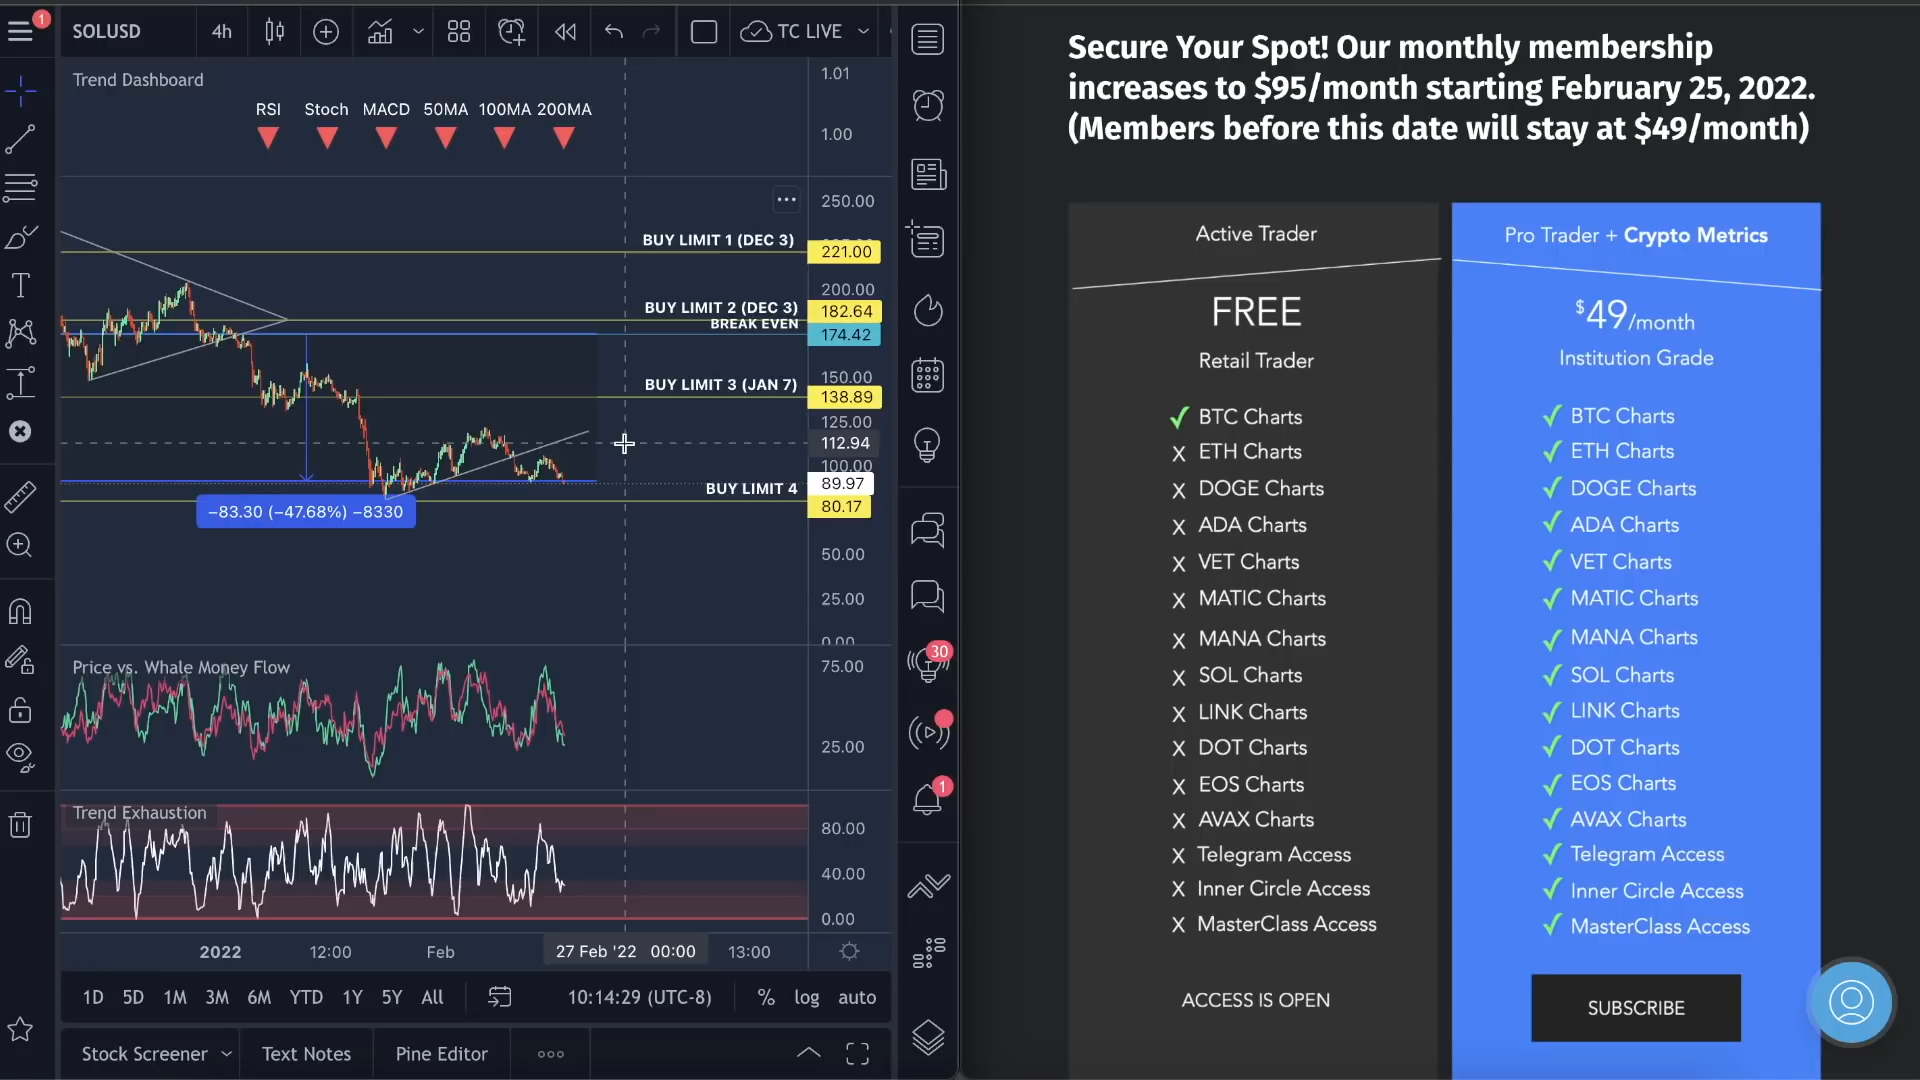 1
SOLUSD
4h
TC LIVE
Trend Dashboard
RSI
Stoch
MACD
50MA
100MA
200MA
1.01
1.00
250.00
BUY LIMIT 1 (DEC 3)
221.00
200.00
BUY LIMIT 2 (DEC 3)
182.64
BREAK EVEN
174.42
150.00
BUY LIMIT 3 (JAN 7)
138.89
125.00
112.94
100.00
89.97
BUY LIMIT 4
80.17
−83.30 (−47.68%) −8330
50.00
25.00
0.00
Price vs. Whale Money Flow
75.00
25.00
Trend Exhaustion
80.00
40.00
0.00
2022
12:00
Feb
27 Feb '22 00:00
13:00
1D 5D 1M 3M 6M YTD 1Y 5Y All
10:14:29 (UTC-8)
% log auto
Stock Screener
Text Notes
Pine Editor
30
1
Secure Your Spot! Our monthly membership
increases to $95/month starting February 25, 2022.
(Members before this date will stay at $49/month)
Active Trader
FREE
Retail Trader
BTC Charts
X ETH Charts
X DOGE Charts
X ADA Charts
X VET Charts
X MATIC Charts
X MANA Charts
X SOL Charts
X LINK Charts
X DOT Charts
X EOS Charts
X AVAX Charts
X Telegram Access
X Inner Circle Access
X MasterClass Access
ACCESS IS OPEN
Pro Trader + Crypto Metrics
$49/month
Institution Grade
BTC Charts
ETH Charts
DOGE Charts
ADA Charts
VET Charts
MATIC Charts
MANA Charts
SOL Charts
LINK Charts
DOT Charts
EOS Charts
AVAX Charts
Telegram Access
Inner Circle Access
MasterClass Access
SUBSCRIBE